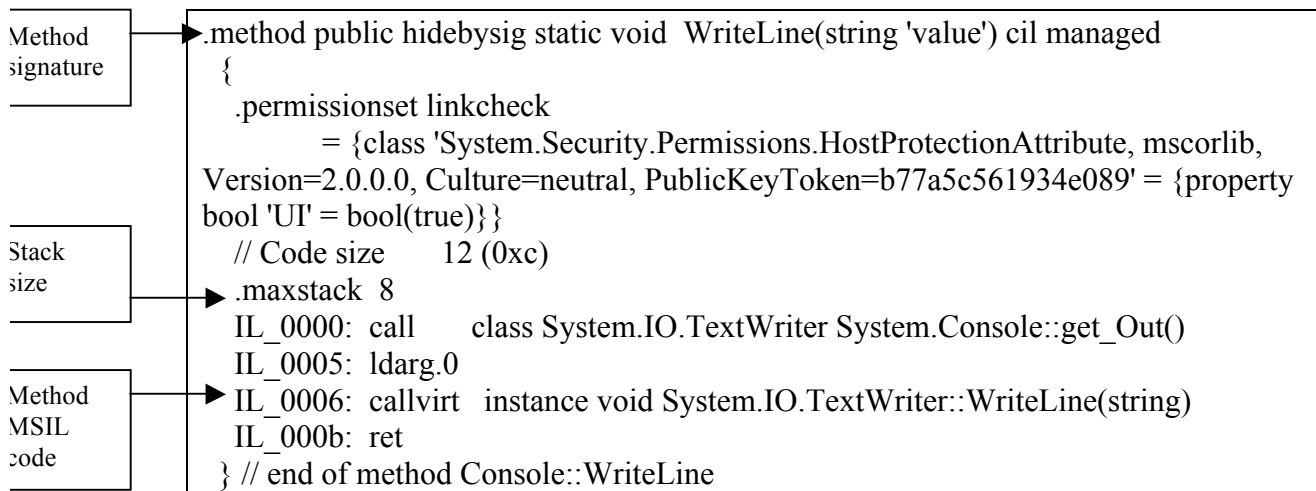 Method
signature
.method public hidebysig static void WriteLine(string 'value') cil managed
{
.permissionset linkcheck
= {class 'System.Security.Permissions.HostProtectionAttribute, mscorlib,
Version=2.0.0.0, Culture=neutral, PublicKeyToken=b77a5c561934e089' = {property
bool 'UI' = bool(true)}}
// Code size 12 (0xc)
Stack
size
.maxstack 8
IL_0000: call class System.IO.TextWriter System.Console::get_Out()
IL_0005: ldarg.0
Method
MSIL
code
IL_0006: callvirt instance void System.IO.TextWriter::WriteLine(string)
IL_000b: ret
} // end of method Console::WriteLine